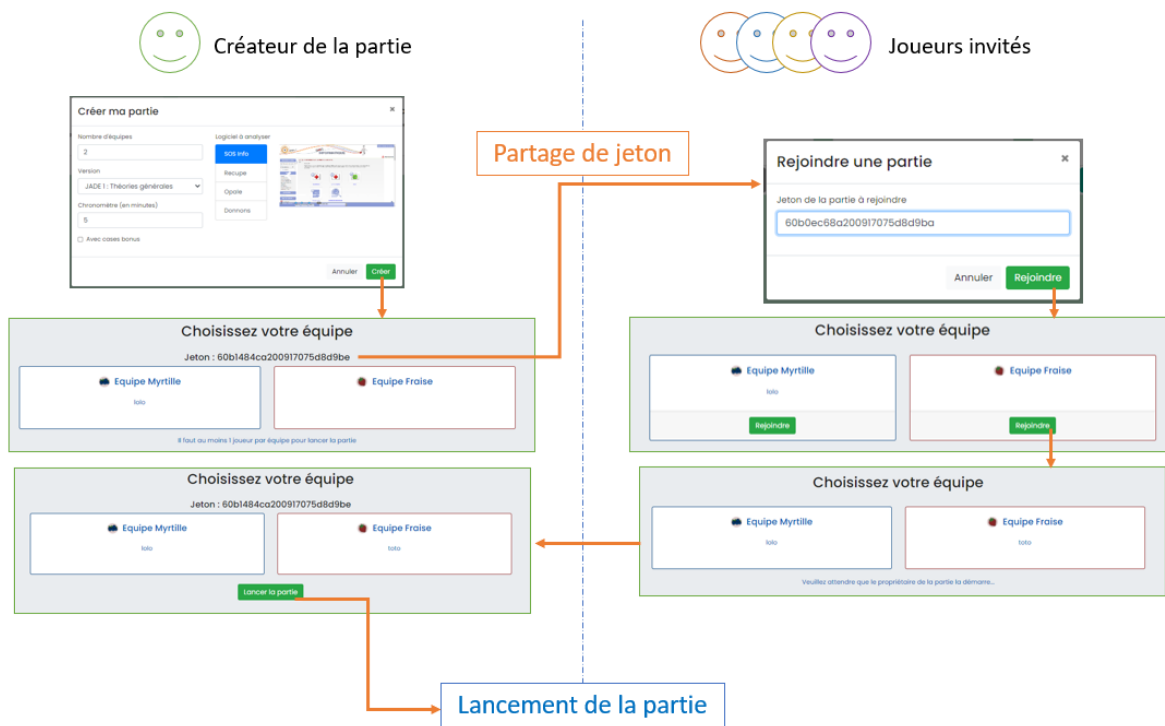 Créateur de la partie
Joueurs invités
Créer ma partie
×
Nombre d'équipes
2
Version
JADE 1 : Théories générales
Chronomètre (en minutes)
5
Avec cases bonus
Logiciel à analyser
SOS Info
Recupe
Opale
Donnons
Annuler
Créer
Partage de jeton
Rejoindre une partie
×
Jeton de la partie à rejoindre
60b0ec68a200917075d8d9ba
Annuler
Rejoindre
Choisissez votre équipe
Jeton : 60b1484ca200917075d8d9be
Equipe Myrtille
lolo
Equipe Fraise
Il faut au moins 1 joueur par équipe pour lancer la partie
Choisissez votre équipe
Equipe Myrtille
lolo
Rejoindre
Equipe Fraise
Rejoindre
Choisissez votre équipe
Jeton : 60b1484ca200917075d8d9be
Equipe Myrtille
lolo
Equipe Fraise
toto
Lancer la partie
Choisissez votre équipe
Equipe Myrtille
lolo
Equipe Fraise
toto
Veuillez attendre que le propriétaire de la partie la démarre...
Lancement de la partie